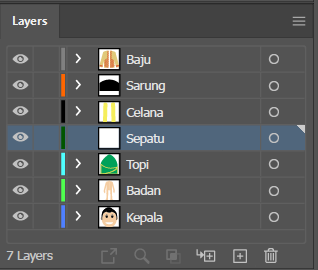 Layers
Baju
Sarung
Celana
Sepatu
Topi
Badan
Kepala
7 Layers